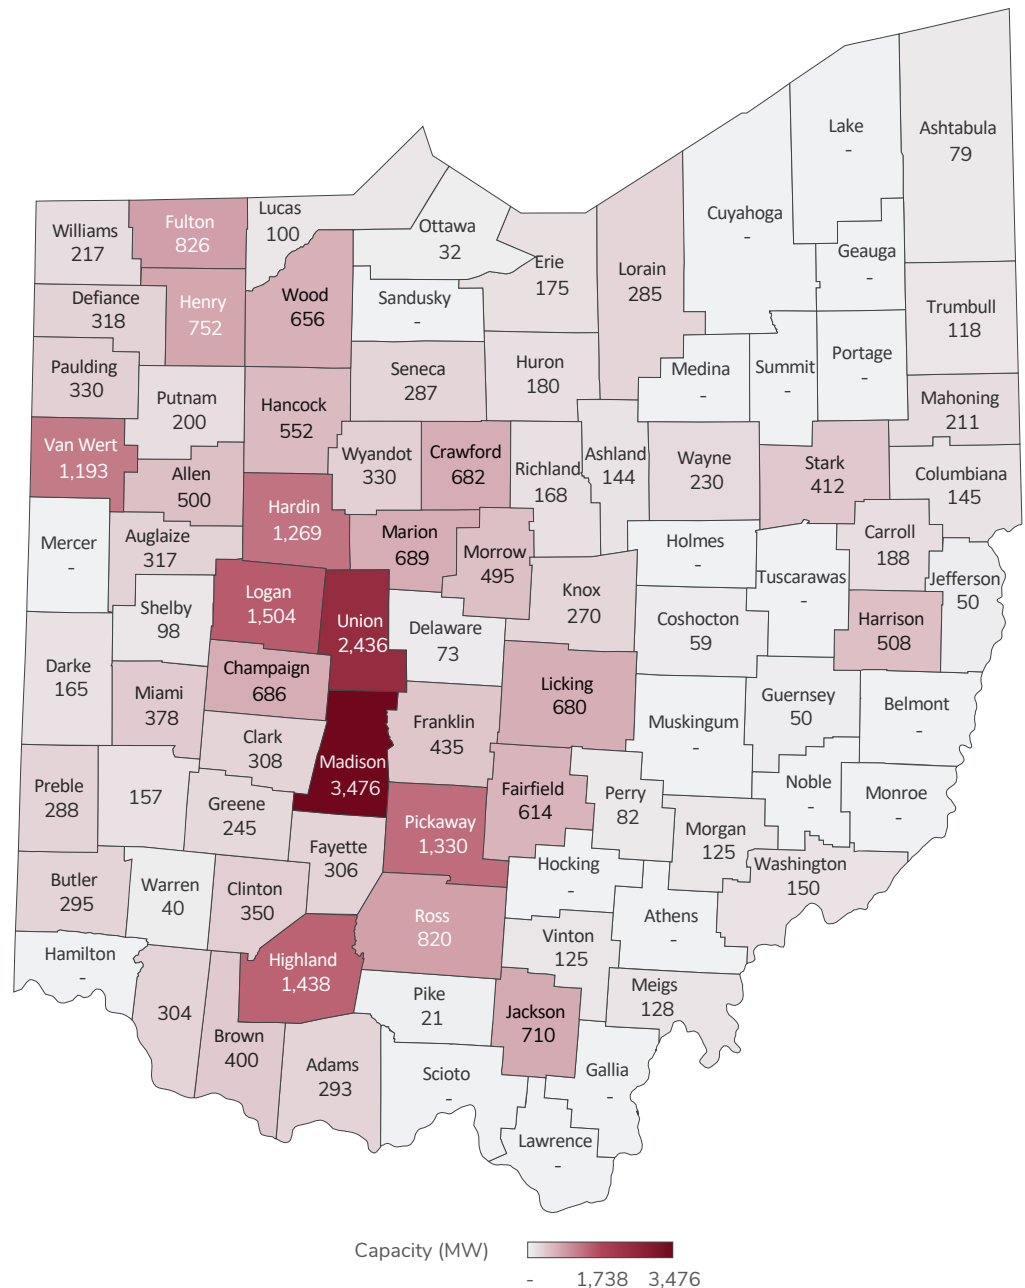 Lake
-
Ashtabula
79
Cuyahoga
-
Geauga
-
Williams
217
Fulton
826
Lucas
100
Ottawa
32
Erie
175
Lorain
285
Defiance
318
Henry
752
Wood
656
Sandusky
-
Trumbull
118
Paulding
330
Putnam
200
Hancock
552
Seneca
287
Huron
180
Medina
-
Summit
-
Portage
-
Mahoning
211
Van Wert
1,193
Allen
500
Wyandot
330
Crawford
682
Richland
168
Ashland
144
Wayne
230
Stark
412
Columbiana
145
Mercer
-
Auglaize
317
Hardin
1,269
Marion
689
Morrow
495
Holmes
-
Carroll
188
Tuscarawas
-
Jefferson
50
Shelby
98
Logan
1,504
Union
2,436
Delaware
73
Knox
270
Coshocton
59
Harrison
508
Darke
165
Miami
378
Champaign
686
Licking
680
Muskingum
-
Guernsey
50
Belmont
-
Clark
308
Madison
3,476
Franklin
435
Preble
288
157
Greene
245
Fairfield
614
Perry
82
Noble
-
Monroe
-
Fayette
306
Pickaway
1,330
Morgan
125
Washington
150
Butler
295
Warren
40
Clinton
350
Hocking
-
Ross
820
Athens
-
Hamilton
-
Highland
1,438
Vinton
125
Meigs
128
304
Brown
400
Adams
293
Pike
21
Jackson
710
Scioto
-
Gallia
-
Lawrence
-
Capacity (MW)
- 1,738 3,476